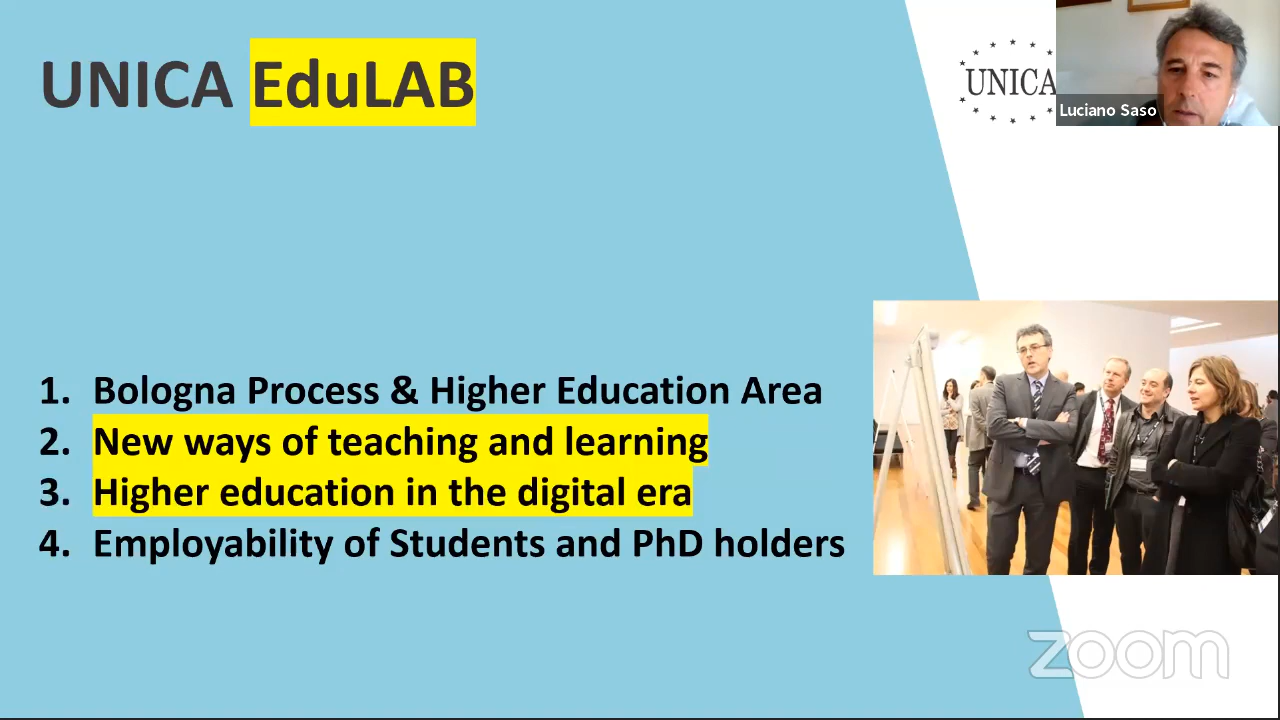 UNICA EduLAB
UNICA
Luciano Saso
1. Bologna Process & Higher Education Area
2. New ways of teaching and learning
3. Higher education in the digital era
4. Employability of Students and PhD holders
zoom